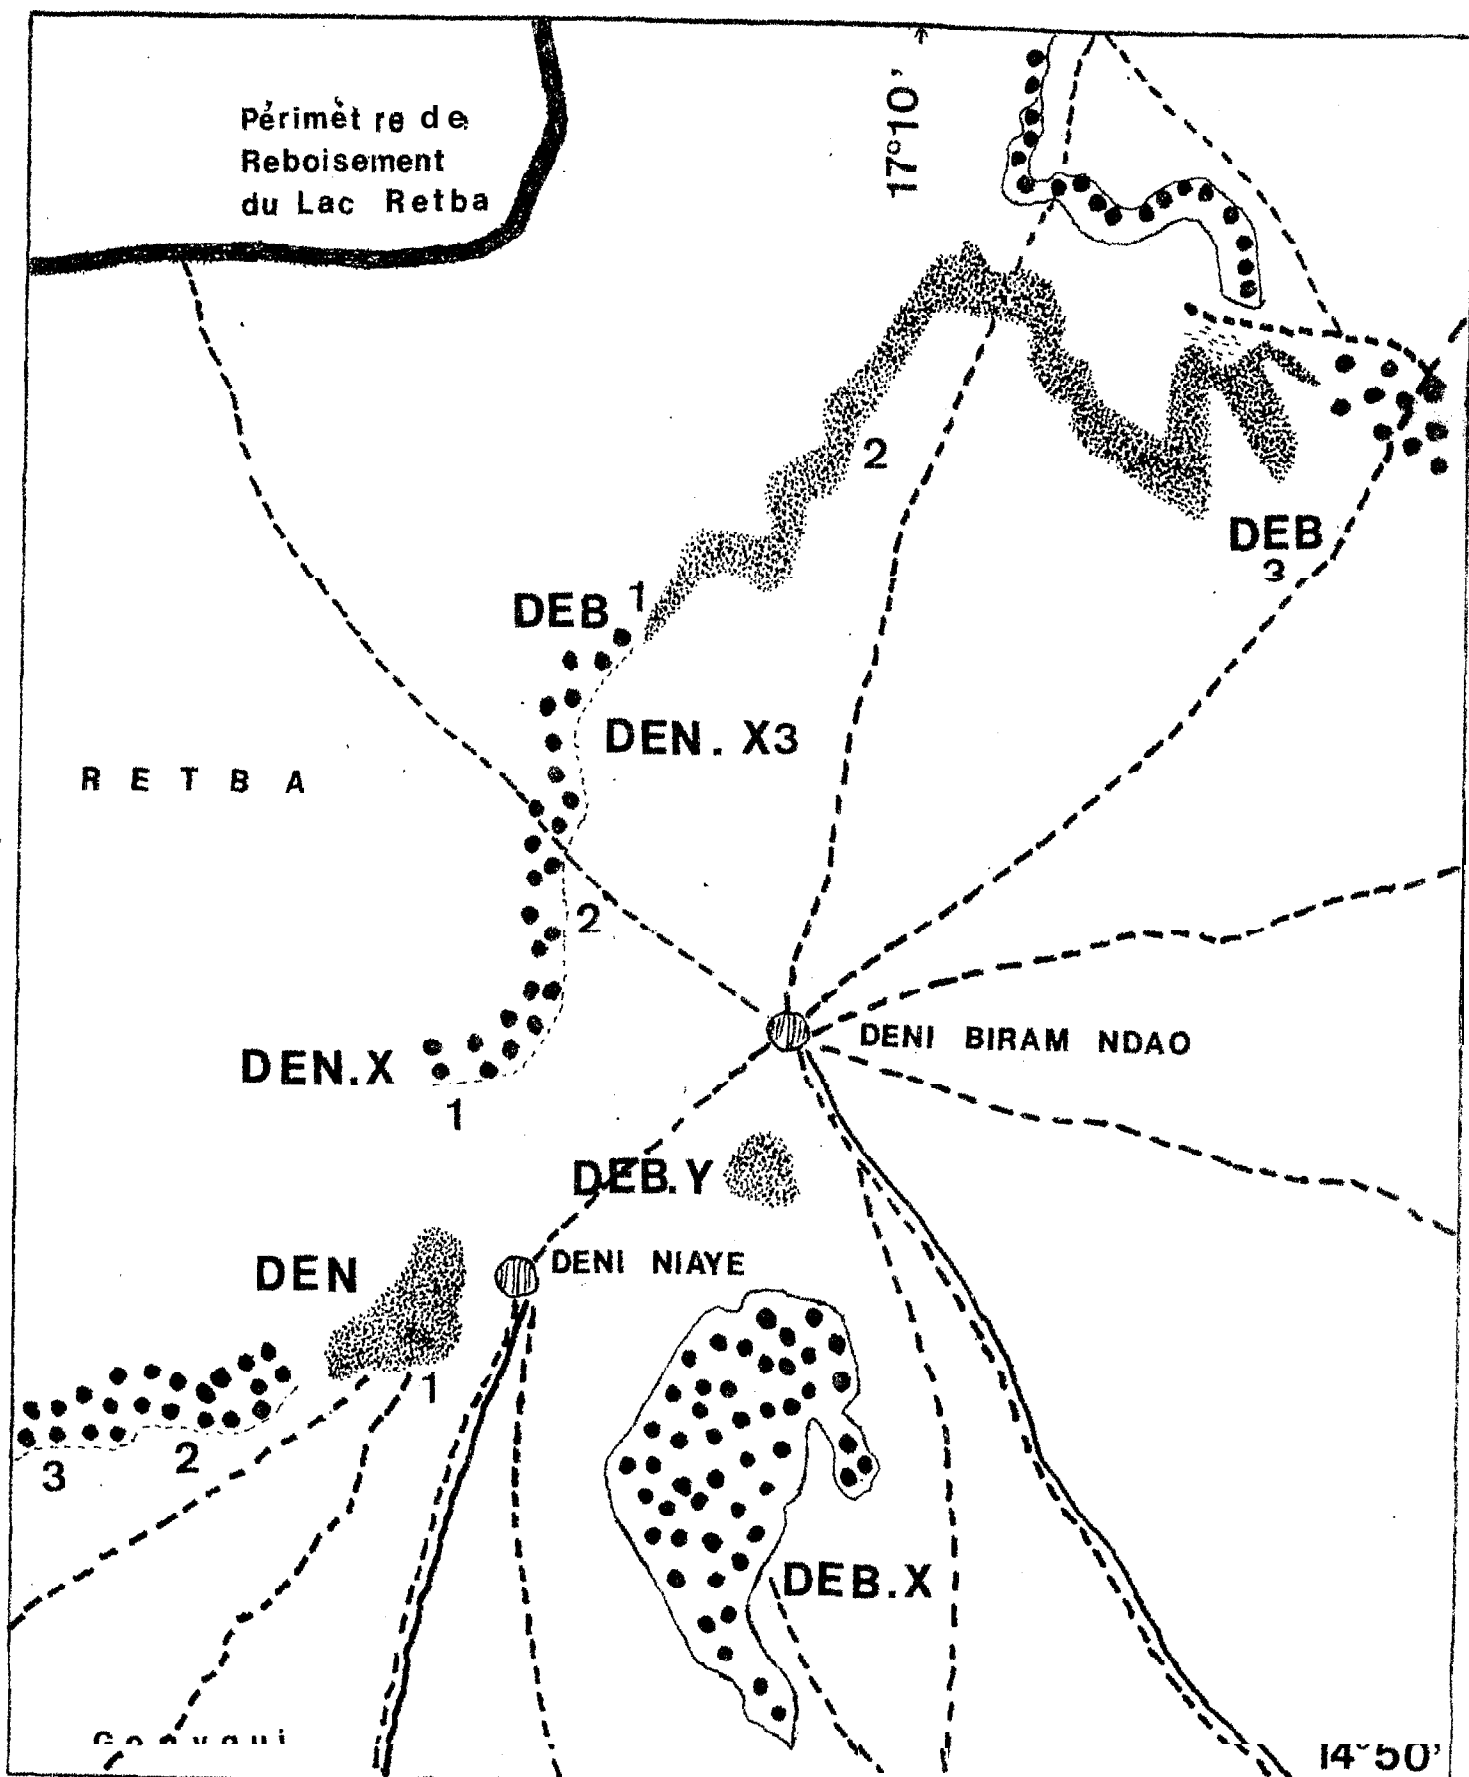 Périmètre de
Reboisement
du Lac Retba
17°10'
2
DEB
3
DEB 1
DEN. X3
RETBA
2
DENI BIRAM NDAO
DEN.X
1
DEB.Y
DENI NIAYE
DEN
1
2
3
DEB.X
14°50'